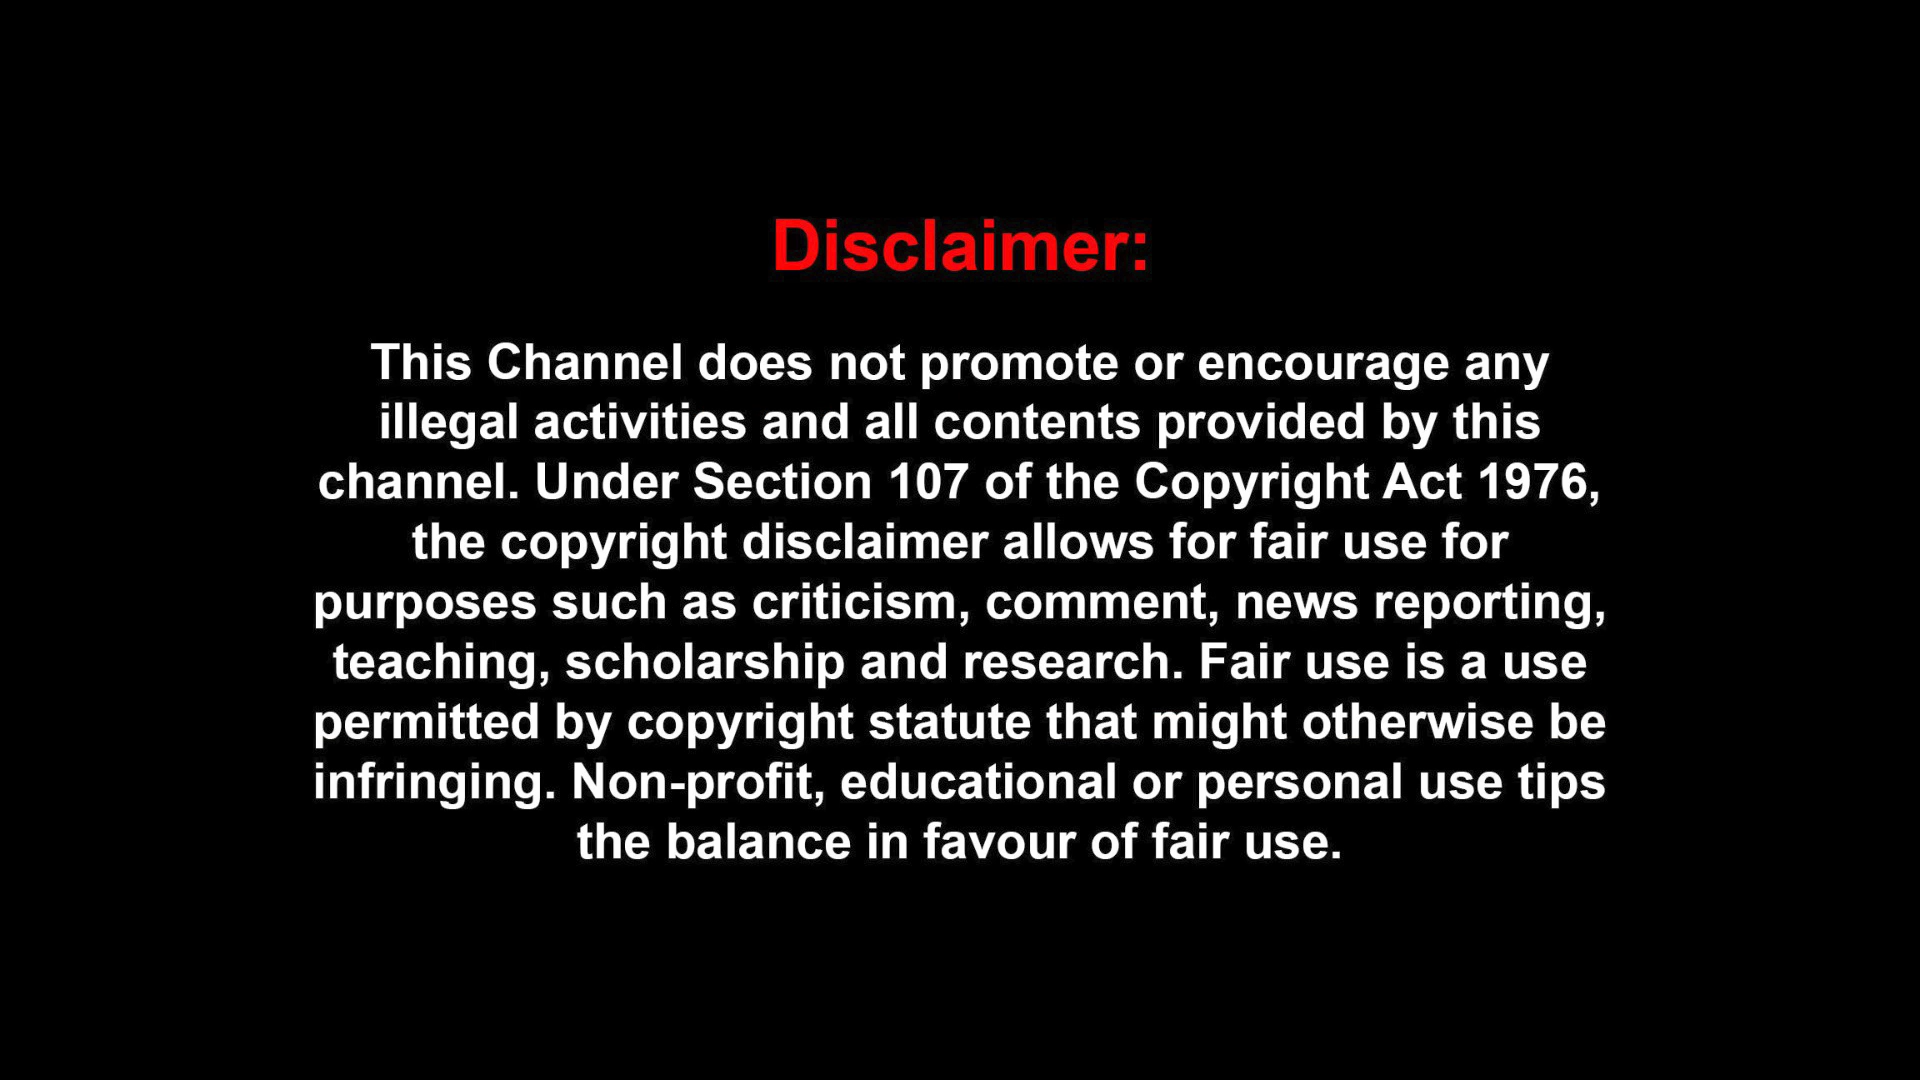 Disclaimer:
This Channel does not promote or encourage any
illegal activities and all contents provided by this
channel. Under Section 107 of the Copyright Act 1976,
the copyright disclaimer allows for fair use for
purposes such as criticism, comment, news reporting,
teaching, scholarship and research. Fair use is a use
permitted by copyright statute that might otherwise be
infringing. Non-profit, educational or personal use tips
the balance in favour of fair use.